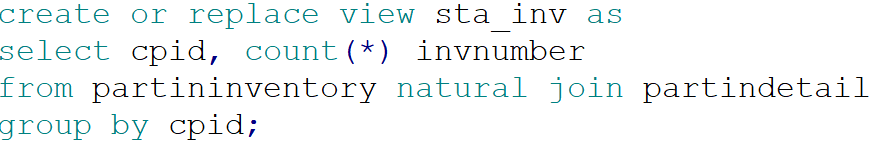 create or replace view sta_inv as
select cpid, count(*) invnumber
from partininventory natural join partindetail
group by cpid;